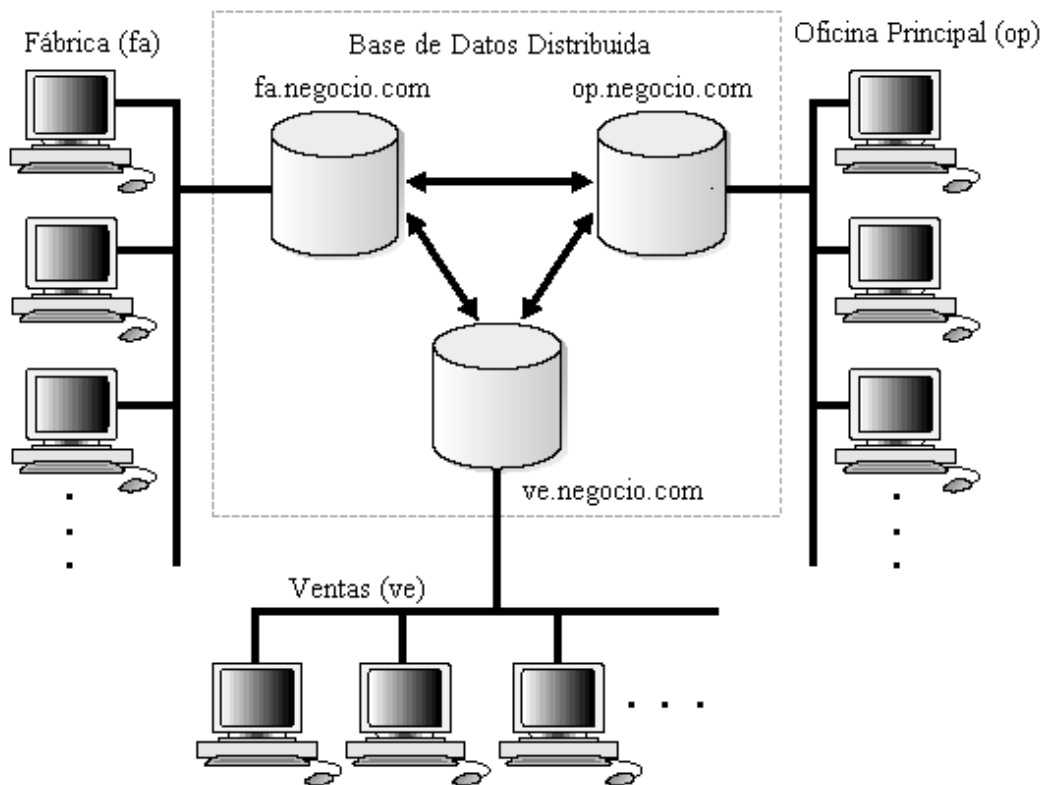 Fábrica (fa)
Base de Datos Distribuida
Oficina Principal (op)
fa.negocio.com
op.negocio.com
ve.negocio.com
Ventas (ve)